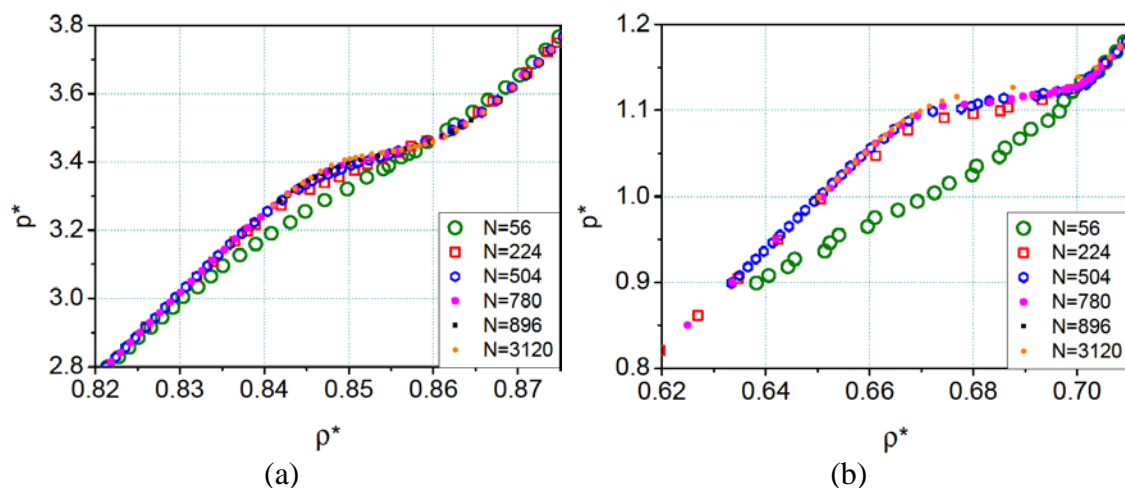 3.8
3.6
3.4
3.2
3.0
2.8
p*
0.82
0.83
0.84
0.85
0.86
0.87
ρ*
N=56
N=224
N=504
N=780
N=896
N=3120
(a)
1.2
1.1
1.0
0.9
0.8
p*
0.62
0.64
0.66
0.68
0.70
ρ*
N=56
N=224
N=504
N=780
N=896
N=3120
(b)